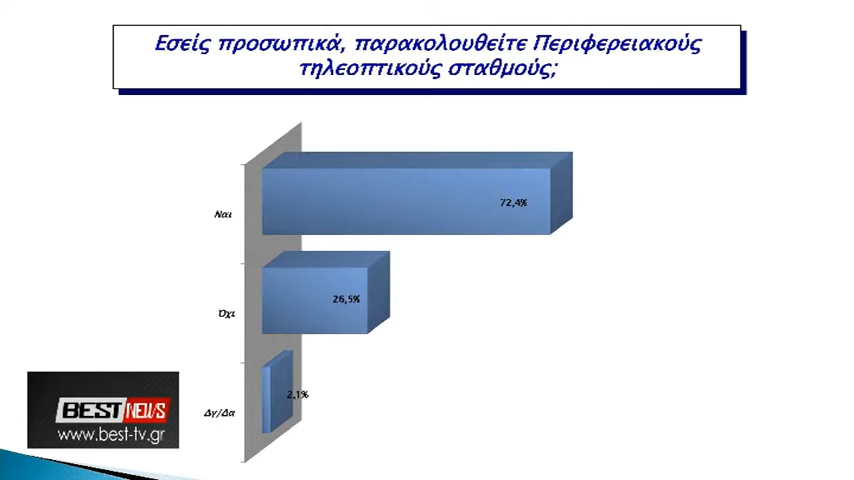 Εσείς προσωπικά, παρακολουθείτε Περιφερειακούς
τηλεοπτικούς σταθμούς;
Ναι
72,4%
Όχι
26,5%
Δγ/Δα
2,1%
BEST NEWS
www.best-tv.gr